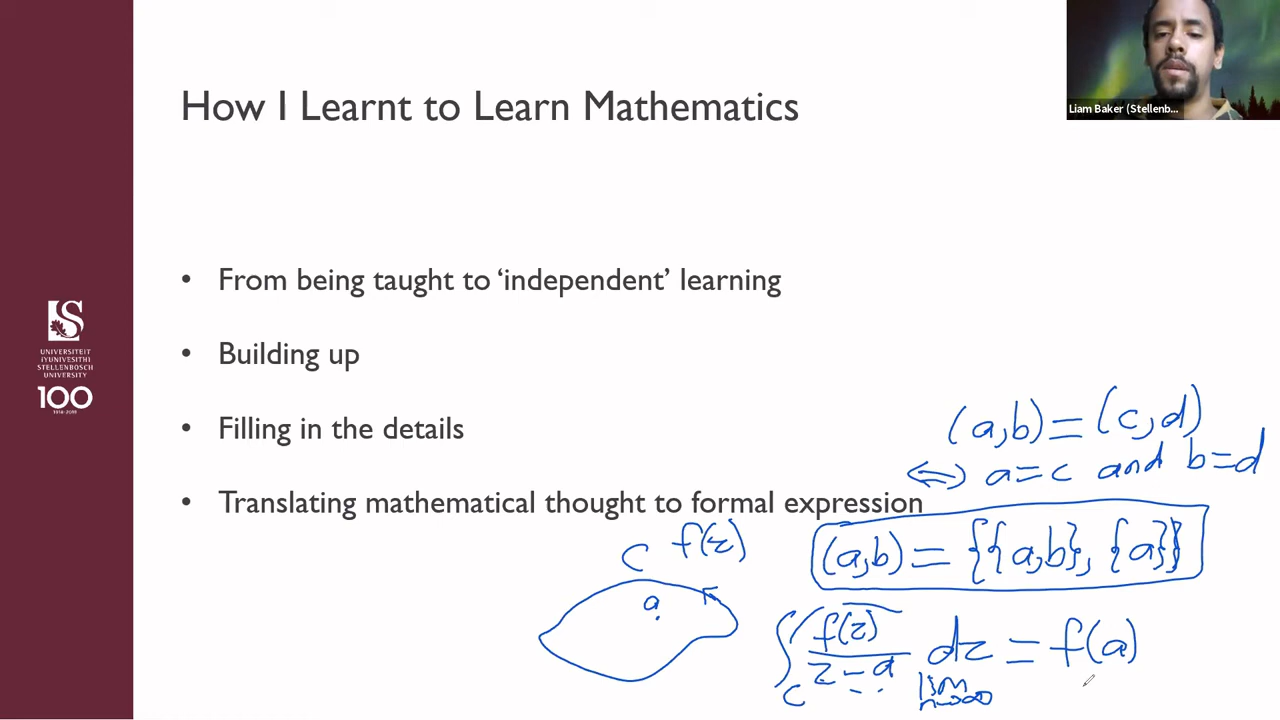 How I Learnt to Learn Mathematics
Liam Baker (Stellenb...
• From being taught to ‘independent’ learning
• Building up
• Filling in the details
• Translating mathematical thought to formal expression
UNIVERSITEIT
iYUNIVESITHI
STELLENBOSCH
UNIVERSITY
100
(a,b) = (c,d)
⟺ a=c and b=d
(a,b) = {{a,b}, {a}}
C f(z)
a
∫_C f(z)/(z-a) dz = f(a)
lim n→∞